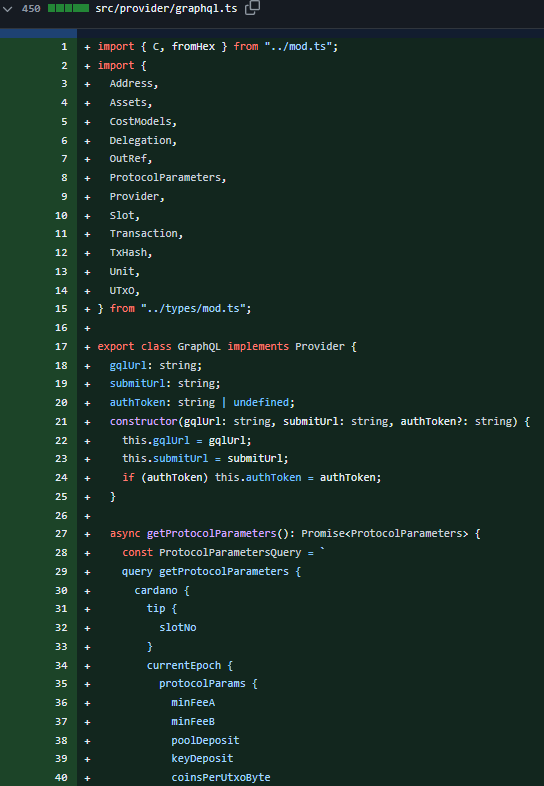 450 src/provider/graphql.ts
1 + import { C, fromHex } from "../mod.ts";
2 + import {
3 + Address,
4 + Assets,
5 + CostModels,
6 + Delegation,
7 + OutRef,
8 + ProtocolParameters,
9 + Provider,
10 + Slot,
11 + Transaction,
12 + TxHash,
13 + Unit,
14 + UTxO,
15 + } from "../types/mod.ts";
16 +
17 + export class GraphQL implements Provider {
18 + gqlUrl: string;
19 + submitUrl: string;
20 + authToken: string | undefined;
21 + constructor(gqlUrl: string, submitUrl: string, authToken?: string) {
22 + this.gqlUrl = gqlUrl;
23 + this.submitUrl = submitUrl;
24 + if (authToken) this.authToken = authToken;
25 + }
26 +
27 + async getProtocolParameters(): Promise<ProtocolParameters> {
28 + const ProtocolParametersQuery = `
29 + query getProtocolParameters {
30 + cardano {
31 + tip {
32 + slotNo
33 + }
34 + currentEpoch {
35 + protocolParams {
36 + minFeeA
37 + minFeeB
38 + poolDeposit
39 + keyDeposit
40 + coinsPerUtxoByte